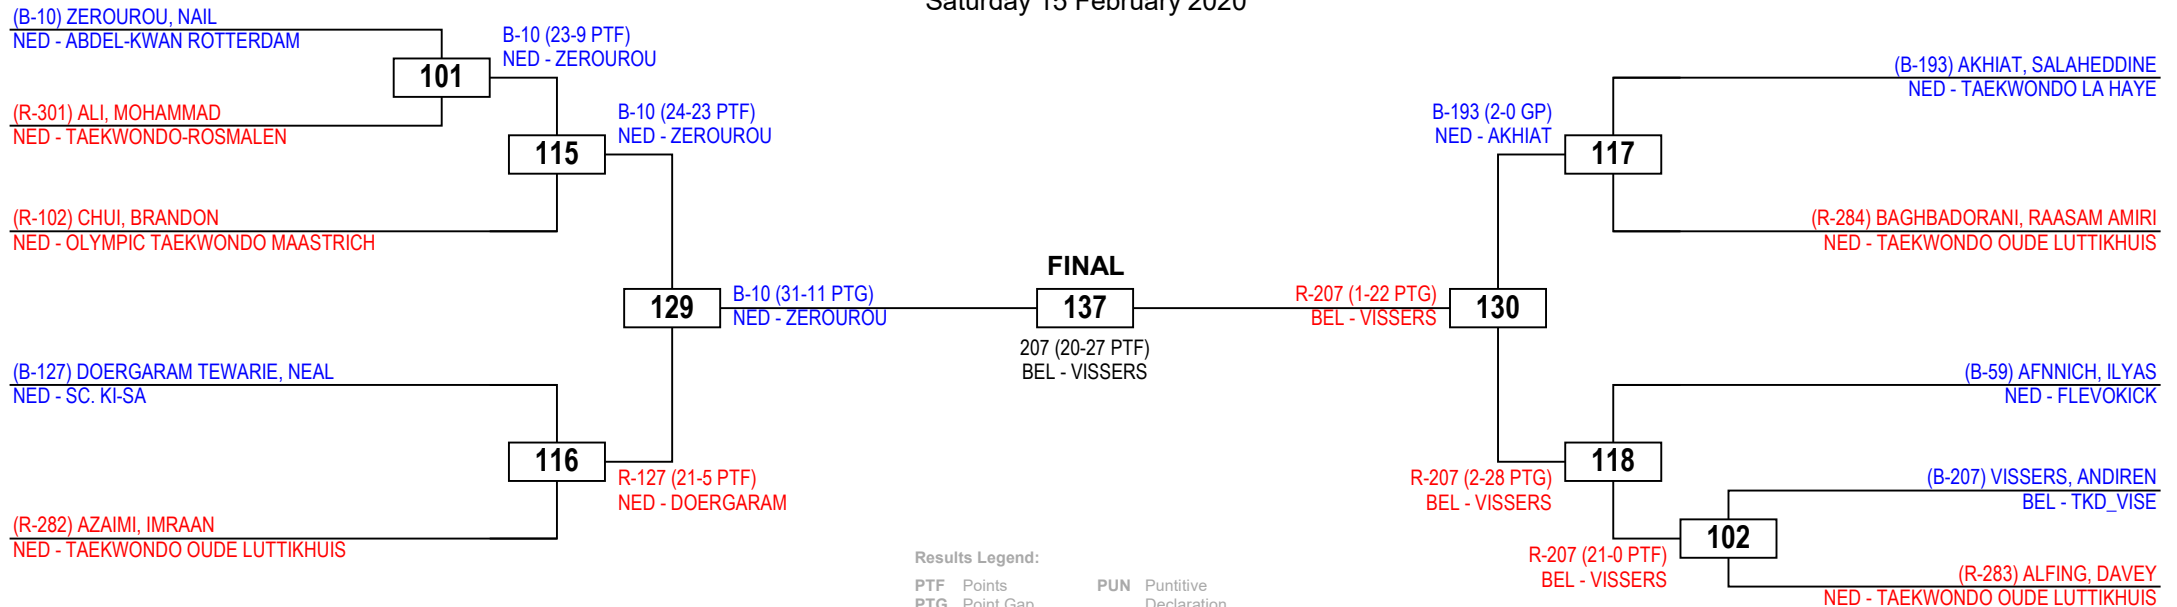 Saturday 15 February 2020
(B-10) ZEROUROU, NAIL
NED - ABDEL-KWAN ROTTERDAM
B-10 (23-9 PTF)
NED - ZEROUROU
101
(R-301) ALI, MOHAMMAD
NED - TAEKWONDO-ROSMALEN
B-10 (24-23 PTF)
NED - ZEROUROU
115
(R-102) CHUI, BRANDON
NED - OLYMPIC TAEKWONDO MAASTRICH
129
B-10 (31-11 PTG)
NED - ZEROUROU
(B-127) DOERGARAM TEWARIE, NEAL
NED - SC. KI-SA
116
R-127 (21-5 PTF)
NED - DOERGARAM
(R-282) AZAIMI, IMRAAN
NED - TAEKWONDO OUDE LUTTIKHUIS
FINAL
137
207 (20-27 PTF)
BEL - VISSERS
(B-193) AKHIAT, SALAHEDDINE
NED - TAEKWONDO LA HAYE
B-193 (2-0 GP)
NED - AKHIAT
117
(R-284) BAGHBADORANI, RAASAM AMIRI
NED - TAEKWONDO OUDE LUTTIKHUIS
R-207 (1-22 PTG)
BEL - VISSERS
130
(B-59) AFNNICH, ILYAS
NED - FLEVOKICK
118
R-207 (2-28 PTG)
BEL - VISSERS
(B-207) VISSERS, ANDIREN
BEL - TKD_VISE
102
R-207 (21-0 PTF)
BEL - VISSERS
(R-283) ALFING, DAVEY
NED - TAEKWONDO OUDE LUTTIKHUIS
Results Legend:
PTF Points PUN Puntitive
PTG Point Gap Declaration